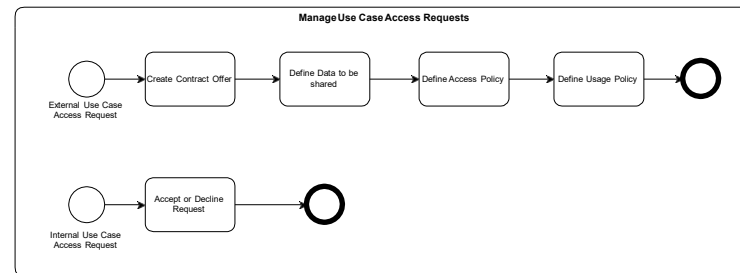 Manage Use Case Access Requests
Create Contract Offer
Define Data to be
shared
Define Access Policy
Define Usage Policy
External Use Case
Access Request
Accept or Decline
Request
Internal Use Case
Access Request